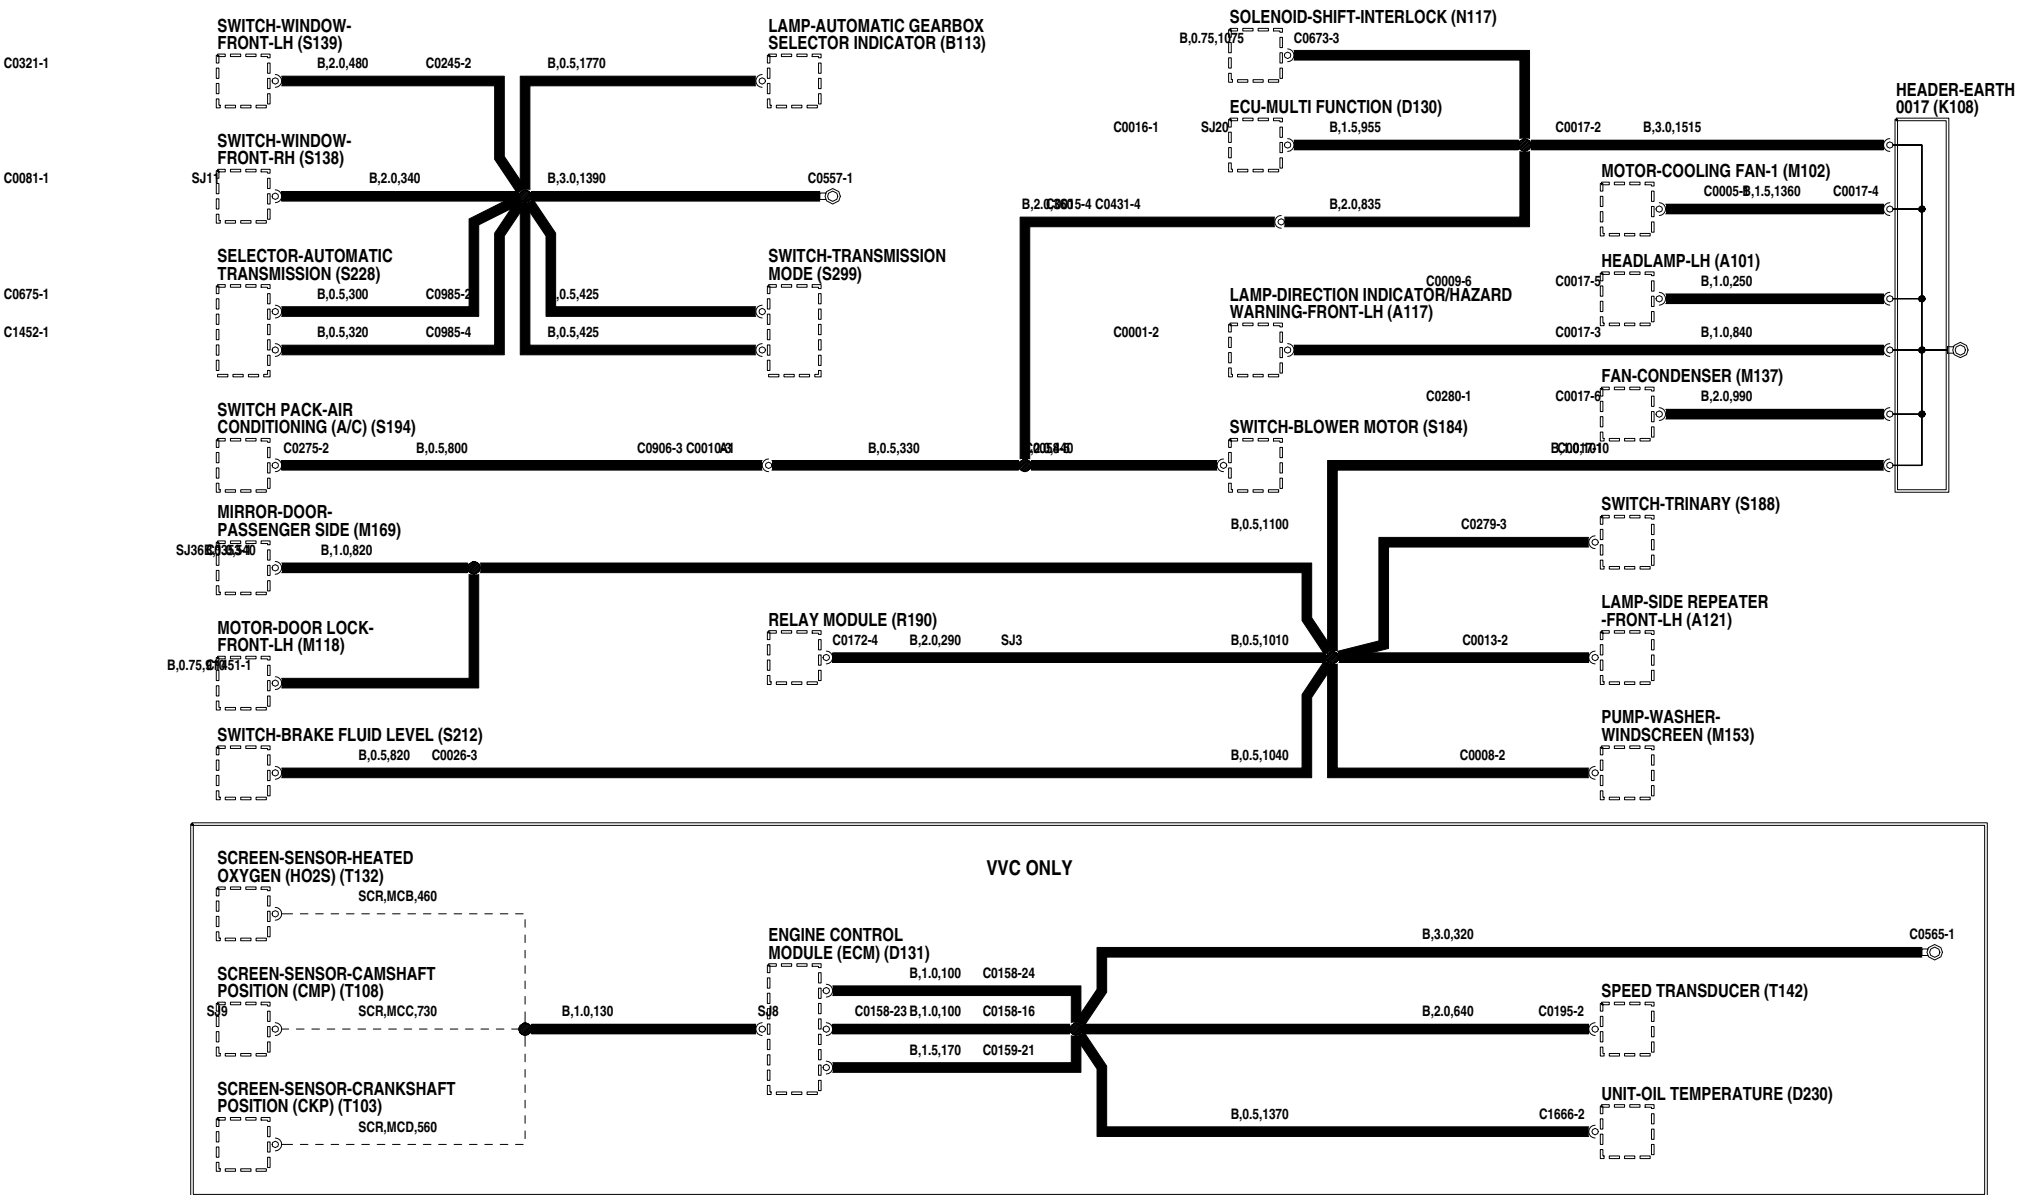 SWITCH-WINDOW-
FRONT-LH (S139)
LAMP-AUTOMATIC GEARBOX
SELECTOR INDICATOR (B113)
SOLENOID-SHIFT-INTERLOCK (N117)
C0321-1
B,2.0,480
C0245-2
B,0.5,1770
B,0.75,1075
C0673-3
HEADER-EARTH
0017 (K108)
ECU-MULTI FUNCTION (D130)
C0016-1
SJ20
B,1.5,955
C0017-2
B,3.0,1515
SWITCH-WINDOW-
FRONT-RH (S138)
C0081-1
SJ11
B,2.0,340
B,3.0,1390
C0557-1
MOTOR-COOLING FAN-1 (M102)
B,1.5,1360
C0017-4
C0431-4
B,2.0,835
SELECTOR-AUTOMATIC
TRANSMISSION (S228)
SWITCH-TRANSMISSION
MODE (S299)
HEADLAMP-LH (A101)
C0009-6
C0017-5
B,1.0,250
C0675-1
B,0.5,300
C0985-2
B,0.5,425
LAMP-DIRECTION INDICATOR/HAZARD
WARNING-FRONT-LH (A117)
C1452-1
B,0.5,320
C0985-4
B,0.5,425
C0001-2
C0017-3
B,1.0,840
FAN-CONDENSER (M137)
C0280-1
C0017-6
B,2.0,990
SWITCH PACK-AIR
CONDITIONING (A/C) (S194)
SWITCH-BLOWER MOTOR (S184)
C0275-2
B,0.5,800
C0906-3
B,0.5,330
MIRROR-DOOR-
PASSENGER SIDE (M169)
SWITCH-TRINARY (S188)
B,0.5,1100
C0279-3
B,1.0,820
MOTOR-DOOR LOCK-
FRONT-LH (M118)
RELAY MODULE (R190)
LAMP-SIDE REPEATER
-FRONT-LH (A121)
C0172-4
B,2.0,290
SJ3
B,0.5,1010
C0013-2
SWITCH-BRAKE FLUID LEVEL (S212)
PUMP-WASHER-
WINDSCREEN (M153)
B,0.5,820
C0026-3
B,0.5,1040
C0008-2
VVC ONLY
SCREEN-SENSOR-HEATED
OXYGEN (HO2S) (T132)
SCR,MCB,460
ENGINE CONTROL
MODULE (ECM) (D131)
B,3.0,320
C0565-1
B,1.0,100
C0158-24
SCREEN-SENSOR-CAMSHAFT
POSITION (CMP) (T108)
SPEED TRANSDUCER (T142)
SJ9
SCR,MCC,730
B,1.0,130
SJ8
C0158-23
B,1.0,100
C0158-16
B,2.0,640
C0195-2
B,1.5,170
C0159-21
SCREEN-SENSOR-CRANKSHAFT
POSITION (CKP) (T103)
UNIT-OIL TEMPERATURE (D230)
SCR,MCD,560
B,0.5,1370
C1666-2